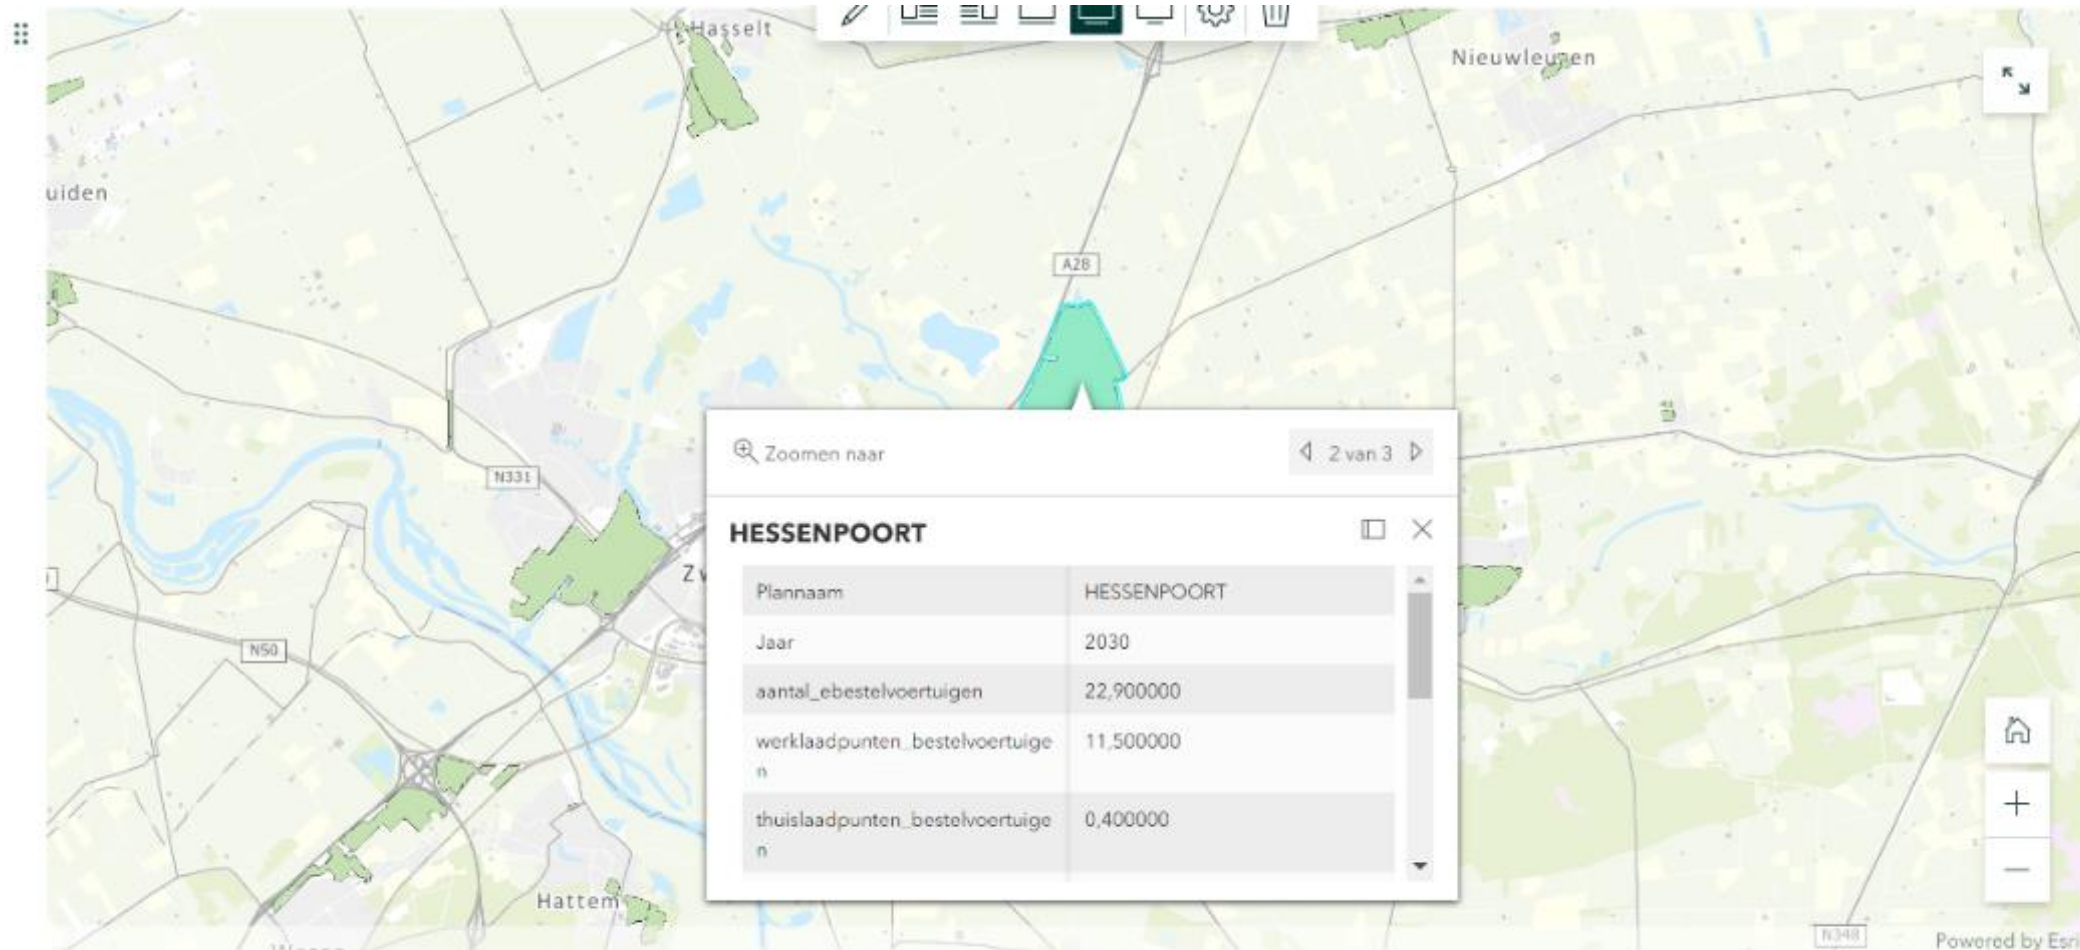 Hasselt
Nieuwleusen
uiden
A28
N331
Zoomen naar
2 van 3
HESSENPOORT
Plannaam HESSENPOORT
Jaar 2030
aantal_ebestelvoertuigen 22,900000
werklaadpunten_bestelvoertuige 11,500000
n
thuislaadpunten_bestelvoertuige 0,400000
n
Zw
N50
Hattem
N348
Powered by Esri